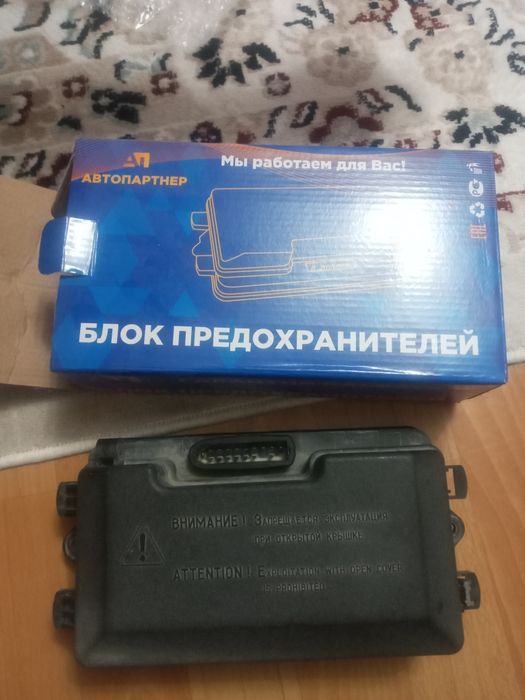 АП
АВТОПАРТНЕР
Мы работаем для Вас!
БЛОК ПРЕДОХРАНИТЕЛЕЙ
ВНИМАНИЕ! ЗАПРЕЩАЕТСЯ ЭКСПЛУАТАЦИЯ
ПРИ ОТКРЫТОЙ КРЫШКЕ
ATTENTION! EXPLOITATION WITH OPEN COVER
IS PROHIBITED